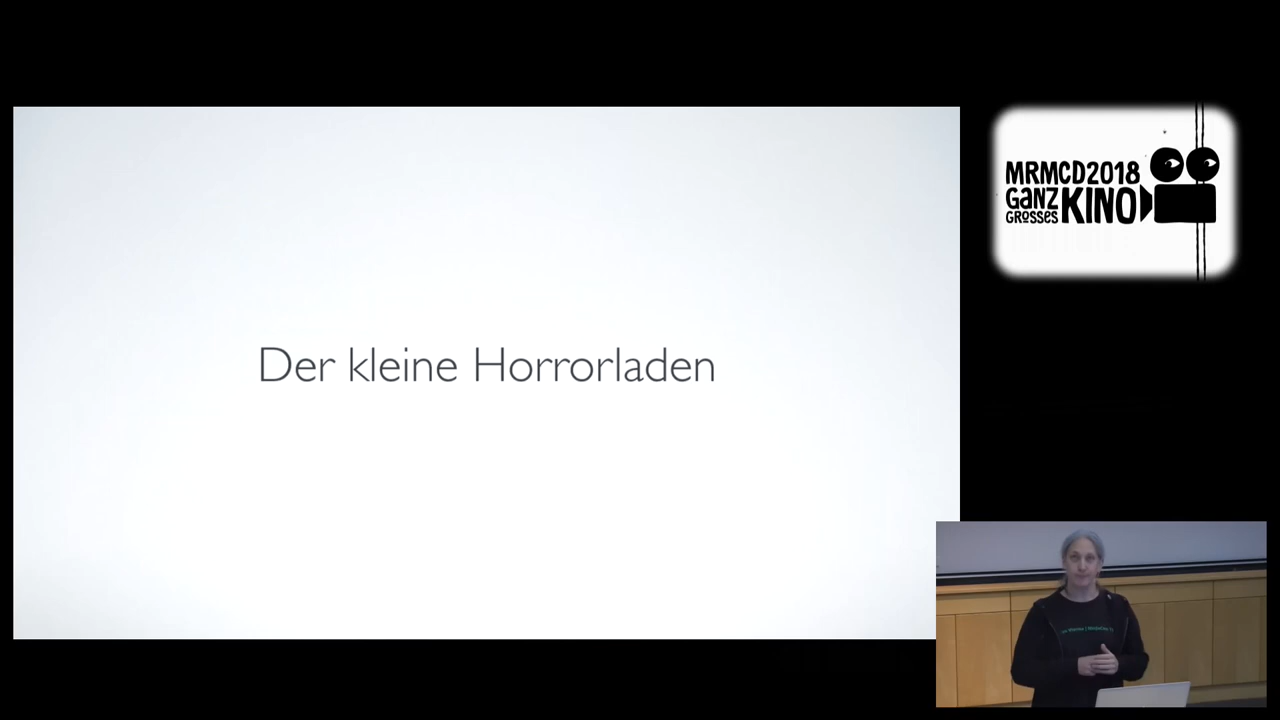 Der kleine Horrorladen
MRMCD2018
GANZ
GROSSES
KINO